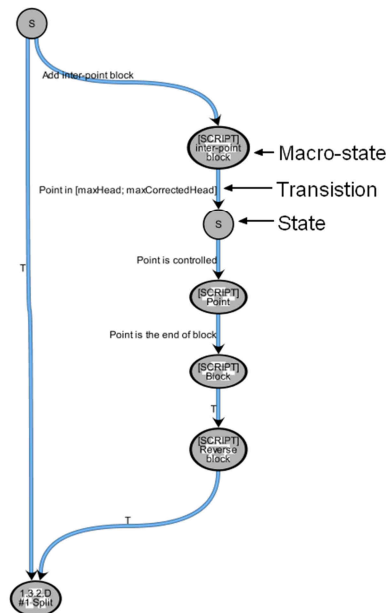 S
Add inter-point block
[SCRIPT]
inter-point
block
Macro-state
Point in [maxHead; maxCorrectedHead]
Transistion
S
State
Point is controlled
[SCRIPT]
Point
T
Point is the end of block
[SCRIPT]
Block
T
[SCRIPT]
Reverse
block
T
1.3.2.D
#1 Split